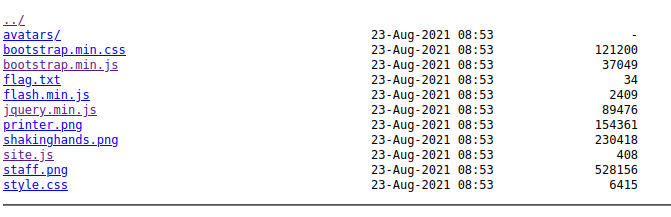 ../
avatars/ 23-Aug-2021 08:53 -
bootstrap.min.css 23-Aug-2021 08:53 121200
bootstrap.min.js 23-Aug-2021 08:53 37049
flag.txt 23-Aug-2021 08:53 34
flash.min.js 23-Aug-2021 08:53 2409
jquery.min.js 23-Aug-2021 08:53 89476
printer.png 23-Aug-2021 08:53 154361
shakinghands.png 23-Aug-2021 08:53 230418
site.js 23-Aug-2021 08:53 408
staff.png 23-Aug-2021 08:53 528156
style.css 23-Aug-2021 08:53 6415